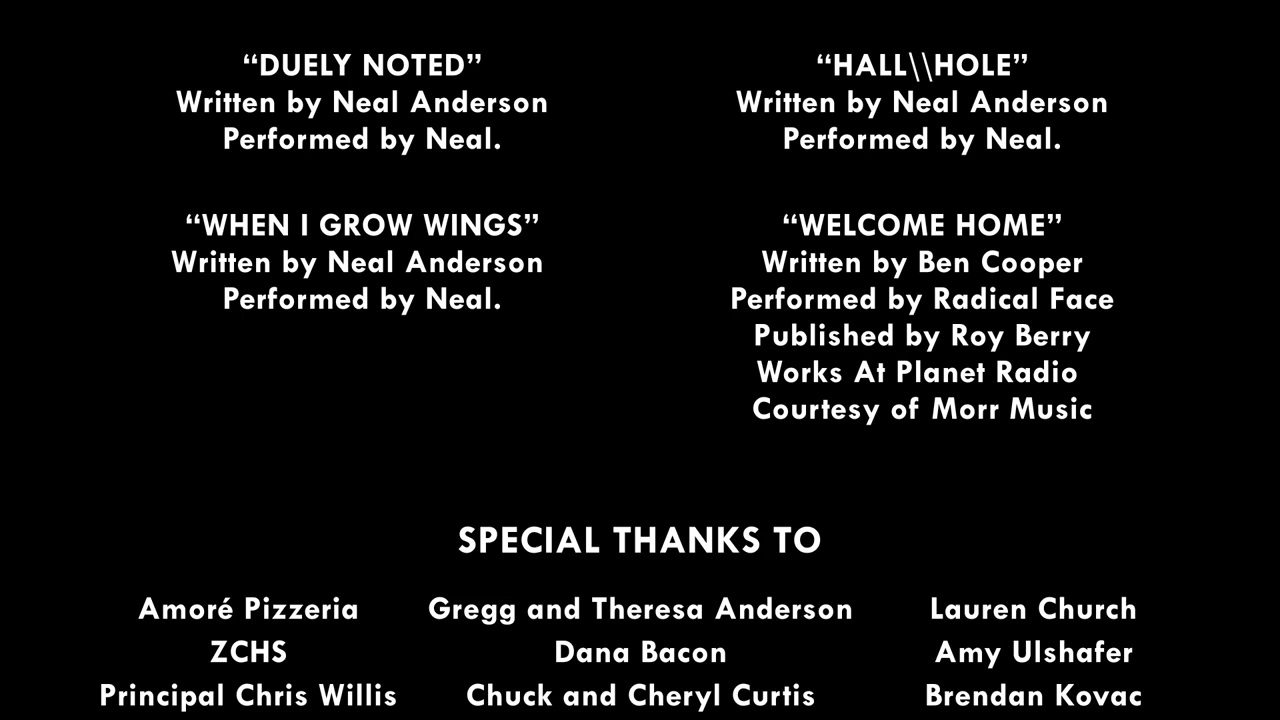 “DUELY NOTED”
Written by Neal Anderson
Performed by Neal.
“HALL\\HOLE”
Written by Neal Anderson
Performed by Neal.
“WHEN I GROW WINGS”
Written by Neal Anderson
Performed by Neal.
“WELCOME HOME”
Written by Ben Cooper
Performed by Radical Face
Published by Roy Berry
Works At Planet Radio
Courtesy of Morr Music
SPECIAL THANKS TO
Amoré Pizzeria
ZCHS
Principal Chris Willis
Gregg and Theresa Anderson
Dana Bacon
Chuck and Cheryl Curtis
Lauren Church
Amy Ulshafer
Brendan Kovac